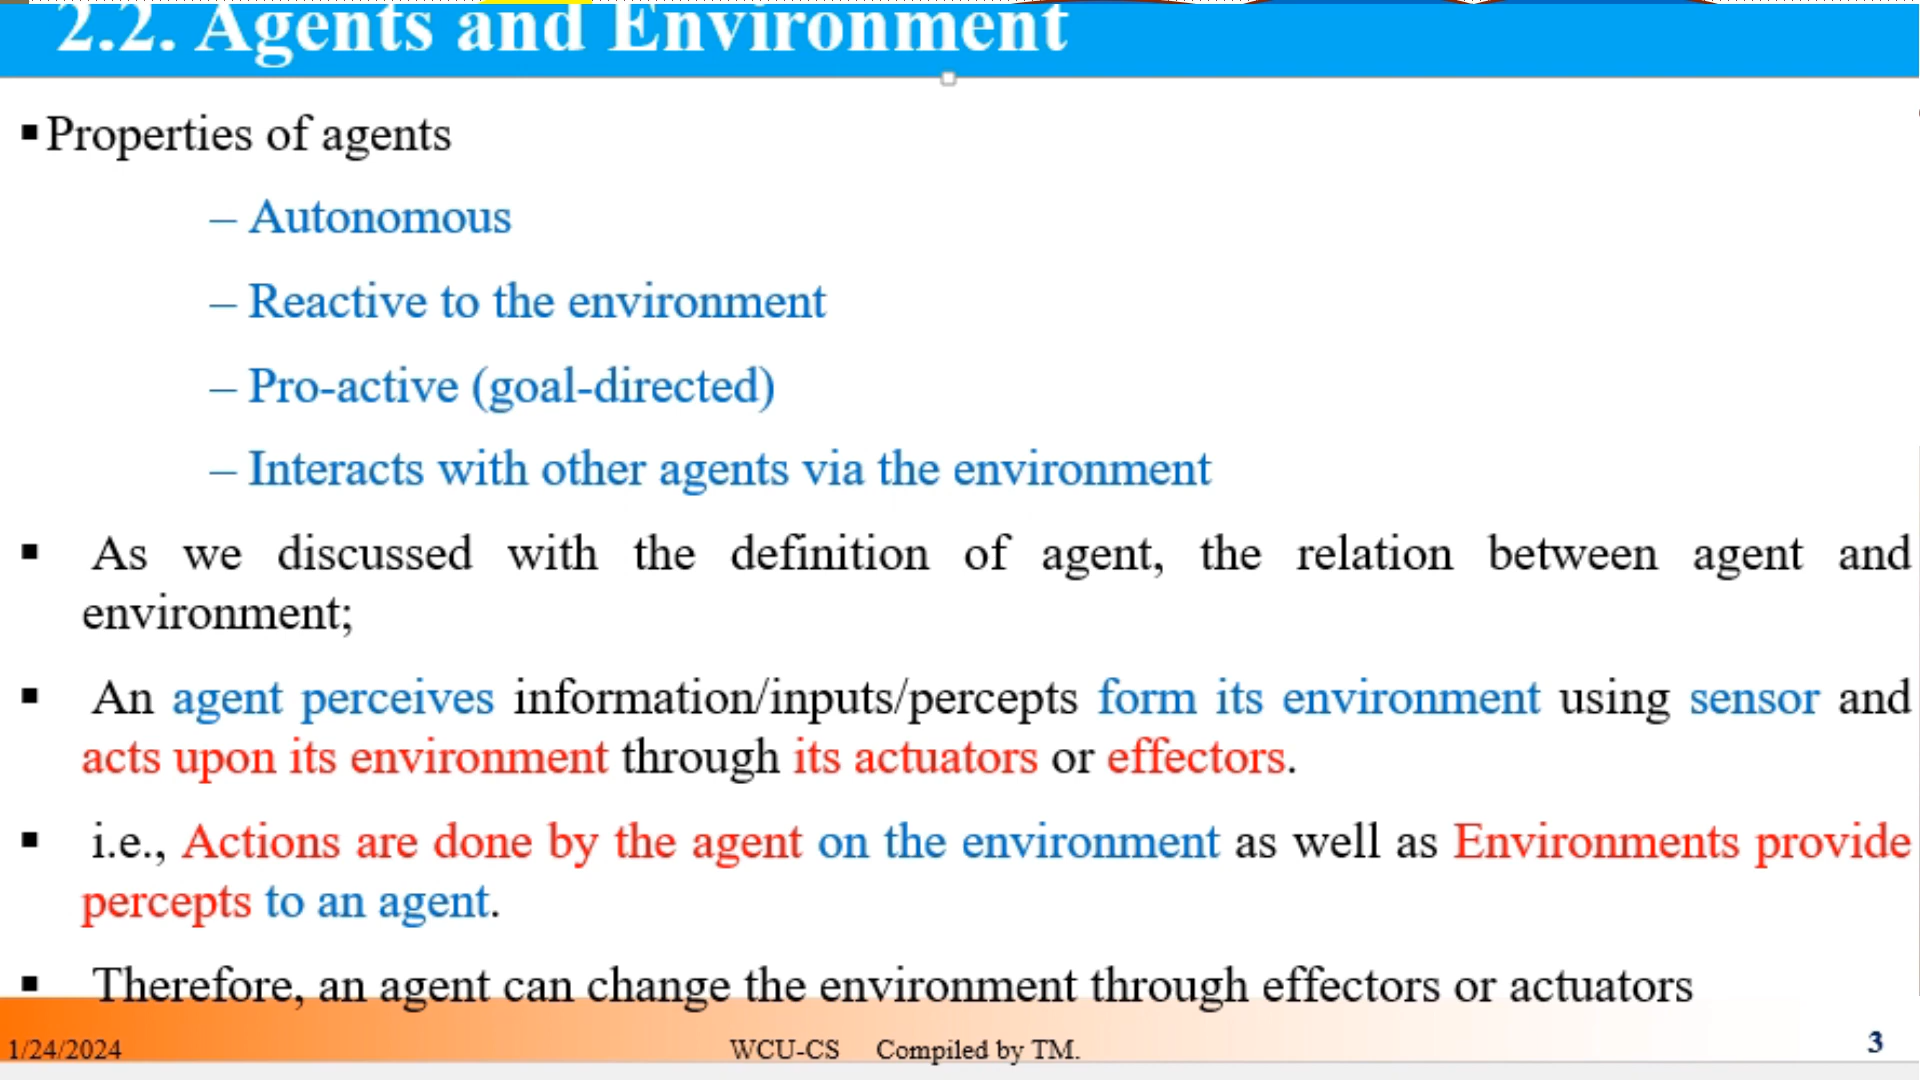 2.2. Agents and Environment
▪Properties of agents
– Autonomous
– Reactive to the environment
– Pro-active (goal-directed)
– Interacts with other agents via the environment
▪ As we discussed with the definition of agent, the relation between agent and
environment;
▪ An agent perceives information/inputs/percepts form its environment using sensor and
acts upon its environment through its actuators or effectors.
▪ i.e., Actions are done by the agent on the environment as well as Environments provide
percepts to an agent.
▪ Therefore, an agent can change the environment through effectors or actuators
1/24/2024 WCU-CS Compiled by TM. 3